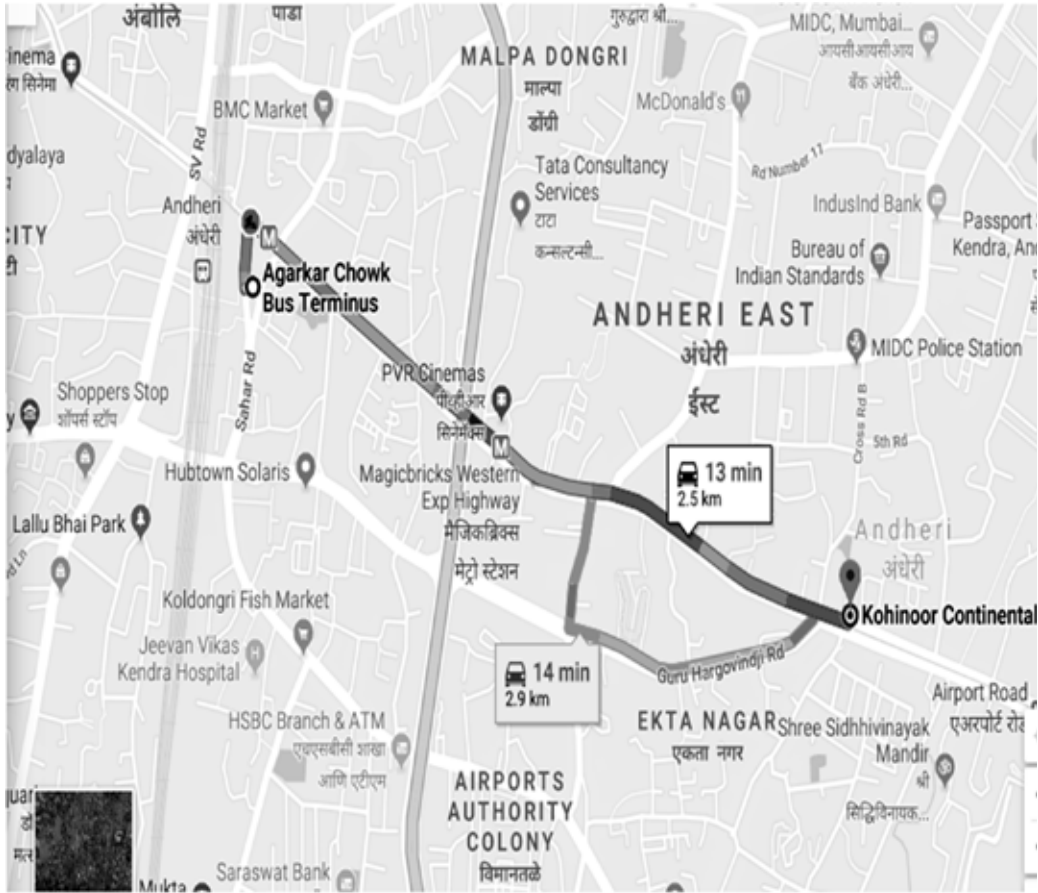 अंबोलि
पाडा
गुरुद्वारा श्री...
MIDC, Mumbai...
आयसीआयसीआय
बँक अंधेरी...
MALPA DONGRI
माल्पा
डोंग्री
McDonald's
BMC Market
SV Rd
Rd Number 11
Tata Consultancy
Services
टाटा
कन्सल्टन्सी...
Andheri
अंधेरी
IndusInd Bank
Passport
Kendra,
Bureau of
Indian Standards
Agarkar Chowk
Bus Terminus
ANDHERI EAST
अंधेरी
ईस्ट
MIDC Police Station
Sahar Rd
PVR Cinemas
पीव्हीआर
सिनेमॅक्स
Shoppers Stop
शॉपर्स स्टॉप
Cross Rd B
5th Rd
Hubtown Solaris
Magicbricks Western
Exp Highway
मैजिकब्रिक्स
मेट्रो स्टेशन
13 min
2.5 km
Lallu Bhai Park
Andheri
अंधेरी
Koldongri Fish Market
Kohinoor Continental
Jeevan Vikas
Kendra Hospital
14 min
2.9 km
Guru Hargovindji Rd
Airport Road
एअरपोर्ट
HSBC Branch & ATM
एचएसबीसी शाखा
आणि एटीएम
EKTA NAGAR
एकता नगर
Shree Sidhhivinayak
Mandir
श्री
सिद्धिविनायक...
AIRPORTS
AUTHORITY
COLONY
विमानतळे
Saraswat Bank
Mukta